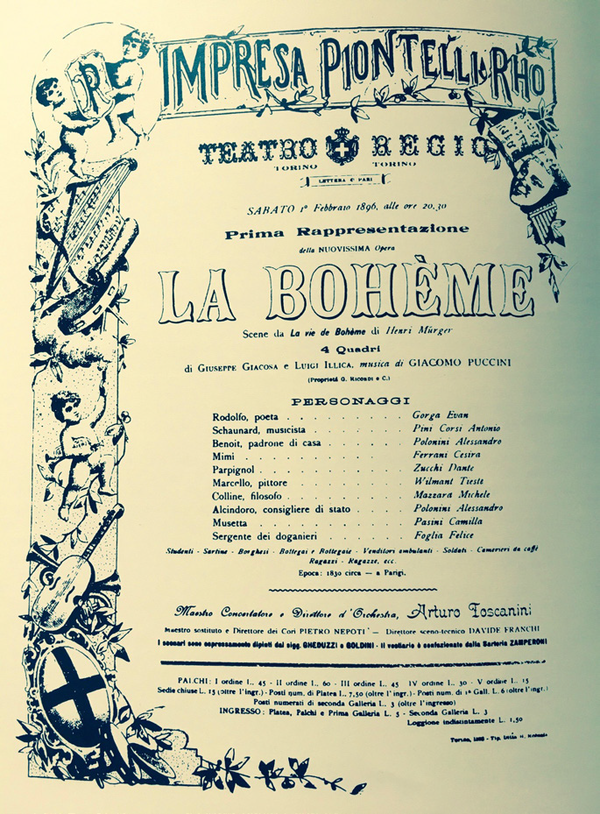 IMPRESA PIONTELLI & RHO
TEATRO REGIO
TORINO TORINO
LETTERA C PARI
SABATO 1º Febbraio 1896, alle ore 20,30
Prima Rappresentazione
della NUOVISSIMA Opera
LA BOHÈME
Scene da La vie de Bohème di Henri Mürger
4 Quadri
di GIUSEPPE GIACOSA e LUIGI ILLICA, musica di GIACOMO PUCCINI
(Proprietà G. RICORDI e C.)
PERSONAGGI
Rodolfo, poeta . . . . . . . . . . Gorga Evan
Schaunard, musicista . . . . . . . . Pini Corsi Antonio
Benoit, padrone di casa . . . . . . . Polonini Alessandro
Mimi . . . . . . . . . . . . . Ferrani Cesira
Parpignol . . . . . . . . . . . Zucchi Dante
Marcello, pittore . . . . . . . . . Wilmant Tieste
Colline, filosofo . . . . . . . . . Mazzara Michele
Alcindoro, consigliere di stato . . . . . Polonini Alessandro
Musetta . . . . . . . . . . . . Pasini Camilla
Sergente dei doganieri . . . . . . . Foglia Felice
Studenti - Sartine - Borghesi - Bottegai e Bottegaie - Venditori ambulanti - Soldati - Camerieri da caffè
Ragazzi - Ragazze, ecc.
Epoca: 1830 circa — a Parigi.
Maestro Concertatore e Direttore d'Orchestra, Arturo Toscanini
Maestro sostituto e Direttore dei Cori PIETRO NEPOTI — Direttore sceno-tecnico DAVIDE FRANCHI
I scenari sono espressamente dipinti dai sigg. GHEDUZZI e GOLDINI - Il vestiario è confezionato dalla Sartoria ZAMPERONI
PALCHI: I ordine L. 45 - II ordine L. 60 - III ordine L. 45 IV ordine L. 30 - V ordine L. 15
Sedie chiuse L. 15 (oltre l'ingr.) - Posti num. di Platea L. 7,50 (oltre l'ingr.) - Posti num. di 1ª Gall. L. 6 (oltre l'ingr.)
Posti numerati di seconda Galleria L. 3 (oltre l'ingresso)
INGRESSO: Platea, Palchi e Prima Galleria L. 5 - Seconda Galleria L. 3
Loggione indistintamente L. 1,50
Torino, 1896 - Tip.